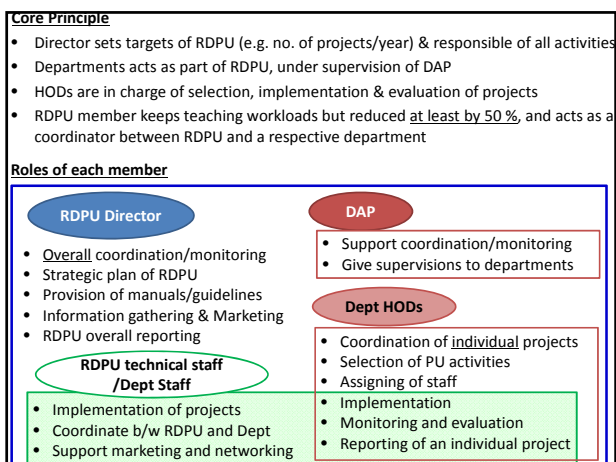 Core Principle
• Director sets targets of RDPU (e.g. no. of projects/year) & responsible of all activities
• Departments acts as part of RDPU, under supervision of DAP
• HODs are in charge of selection, implementation & evaluation of projects
• RDPU member keeps teaching workloads but reduced at least by 50 %, and acts as a
coordinator between RDPU and a respective department
Roles of each member
RDPU Director
• Overall coordination/monitoring
• Strategic plan of RDPU
• Provision of manuals/guidelines
• Information gathering & Marketing
• RDPU overall reporting
RDPU technical staff
/Dept Staff
• Implementation of projects
• Coordinate b/w RDPU and Dept
• Support marketing and networking
DAP
• Support coordination/monitoring
• Give supervisions to departments
Dept HODs
• Coordination of individual projects
• Selection of PU activities
• Assigning of staff
• Implementation
• Monitoring and evaluation
• Reporting of an individual project